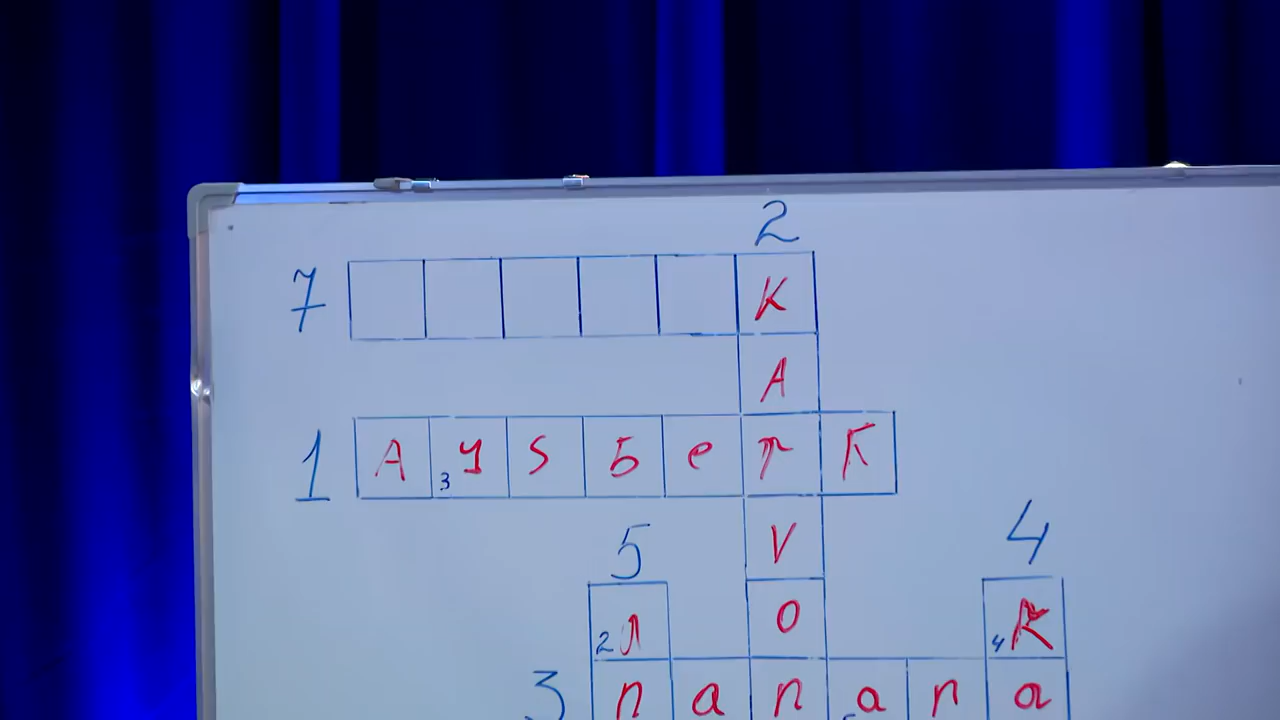 2
7 К
А
1 А 3 У S Б е Т К
V
5 4
2 Л О 4 К
3 п а п а п а